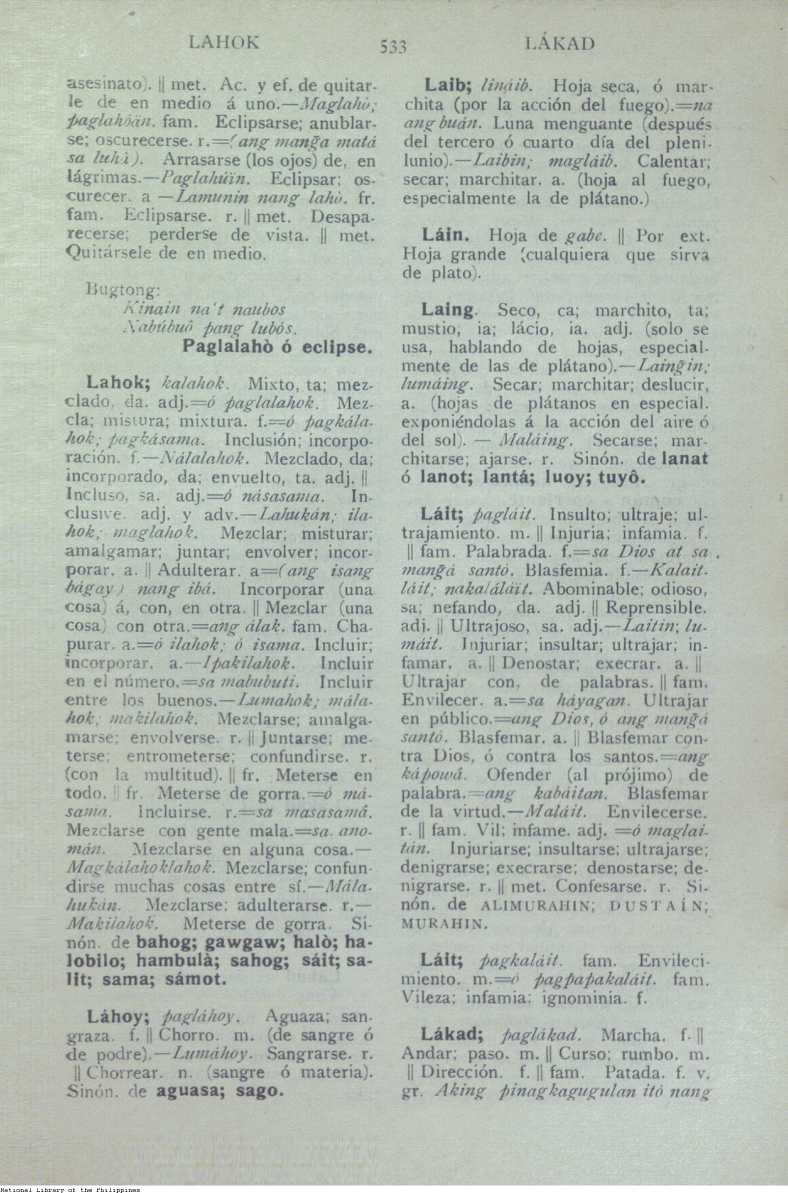 LAHOK
533
LÁKAD
asesinato). || met. Ac. y ef. de quitar-
le de en medio á uno.—Maglahò;
paglahòán. fam. Eclipsarse; anublar-
se; oscurecerse. r.=(ang mang̃a matá
sa luhà). Arrasarse (los ojos) de, en
lágrimas.—Paglahúin. Eclipsar; os-
curecer. a —Lamunin nang lahò. fr.
fam. Eclipsarse. r. || met. Desapa-
recerse; perderse de vista. || met.
Quitársele de en medio.
Bugtong:
Kinain na't naubos
Nabúbuô pang lubós.
Paglalahò ó eclipse.
Lahok; kalahok. Mixto, ta; mez-
clado, da. adj.=ó paglalahok. Mez-
cla; mistura; mixtura. f.=ó pagkála-
hok; pagkásama. Inclusión; incorpo-
ración. f.—Nálalahok. Mezclado, da;
incorporado, da; envuelto, ta. adj. ||
Incluso, sa. adj.=ó násasama. In-
clusive. adj. y adv.—Lahukán; ila-
hok; maglahok. Mezclar; misturar;
amalgamar; juntar; envolver; incor-
porar. a. || Adulterar. a=(ang isang
bágay) nang ibá. Incorporar (una
cosa) á, con, en otra. || Mezclar (una
cosa) con otra.=ang álak. fam. Cha-
purar. a.=ó ilahok; ó isama. Incluir;
incorporar. a.—Ipakilahok. Incluir
en el número.=sa mabubuti. Incluir
entre los buenos.—Lumahok; mála-
hok; makilahok. Mezclarse; amalga-
marse; envolverse. r. || Juntarse; me-
terse; entrometerse; confundirse. r.
(con la multitud). || fr. Meterse en
todo. || fr. Meterse de gorra.=ó má-
sama. Incluirse. r.=sa masasamâ.
Mezclarse con gente mala.=sa. ano-
mán. Mezclarse en alguna cosa.—
Magkálahoklahok. Mezclarse; confun-
dirse muchas cosas entre sí.—Mála-
hukán. Mezclarse; adulterarse. r.—
Makilahok. Meterse de gorra. Si-
nón. de bahog; gawgaw; halò; ha-
lobilo; hambulà; sahog; sáit; sa-
lit; sama; sámot.
Láhoy; pagláhoy. Aguaza; san-
graza. f. || Chorro. m. (de sangre ó
de podre).—Lumáhoy. Sangrarse. r.
|| Chorrear. n. (sangre ó materia).
Sinón. de aguasa; sago.
Laib; lináib. Hoja seca, ó mar-
chita (por la acción del fuego).=na
ang buán. Luna menguante (después
del tercero ó cuarto día del pleni-
lunio).—Laibin; magláib. Calentar;
secar; marchitar. a. (hoja al fuego,
especialmente la de plátano.)
Láin. Hoja de gabe. || Por ext.
Hoja grande (cualquiera que sirva
de plato).
Laing. Seco, ca; marchito, ta;
mustio, ia; lácio, ia. adj. (solo se
usa, hablando de hojas, especial-
mente de las de plátano).—Laing̃in;
lumáing. Secar; marchitar; deslucir,
a. (hojas de plátanos en especial.
exponiéndolas á la acción del aire ó
del sol). — Maláing. Secarse; mar-
chitarse; ajarse. r. Sinón. de lanat
ó lanot; lantá; luoy; tuyô.
Láit; pagláit. Insulto; ultraje; ul-
trajamiento. m. || Injuria; infamia. f.
|| fam. Palabrada. f.=sa Dios at sa
mang̃á santó. Blasfemia. f.—Kalait-
láit; nakaláláit. Abominable; odioso,
sa; nefando, da. adj. || Reprensible.
adj. || Ultrajoso, sa. adj.—Laitin; lu-
máit. Injuriar; insultar; ultrajar; in-
famar. a. || Denostar; execrar. a. ||
Ultrajar con, de palabras. || fam.
Envilecer. a.=sa háyagan. Ultrajar
en público.=ang Dios, ó ang mang̃á
santó. Blasfemar. a. || Blasfemar con-
tra Dios, ó contra los santos.=ang
kápowá. Ofender (al prójimo) de
palabra.=ang kabáitan. Blasfemar
de la virtud.—Maláit. Envilecerse.
r. || fam. Vil; infame. adj. =ó maglai-
tán. Injuriarse; insultarse; ultrajarse;
denigrarse; execrarse; denostarse; de-
nigrarse. r. || met. Confesarse. r. Si-
nón. de ALIMURAHIN; DUSTAÍN;
MURAHIN.
Láit; pagkaláit. fam. Envileci-
miento. m.=ó pagpapakaláit. fam.
Vileza; infamia; ignominia. f.
Lákad; paglákad. Marcha. f. ||
Andar; paso. m. || Curso; rumbo. m.
|| Dirección. f. || fam. Patada. f. v.
gr. Aking pinagkagugulan itó nang
National Library of the Philippines